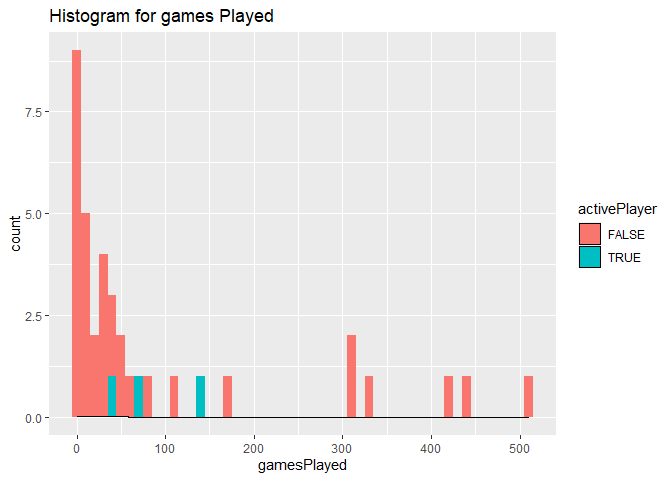 Histogram for games Played
count
7.5
5.0
2.5
0.0
0 100 200 300 400 500
gamesPlayed
activePlayer
FALSE
TRUE